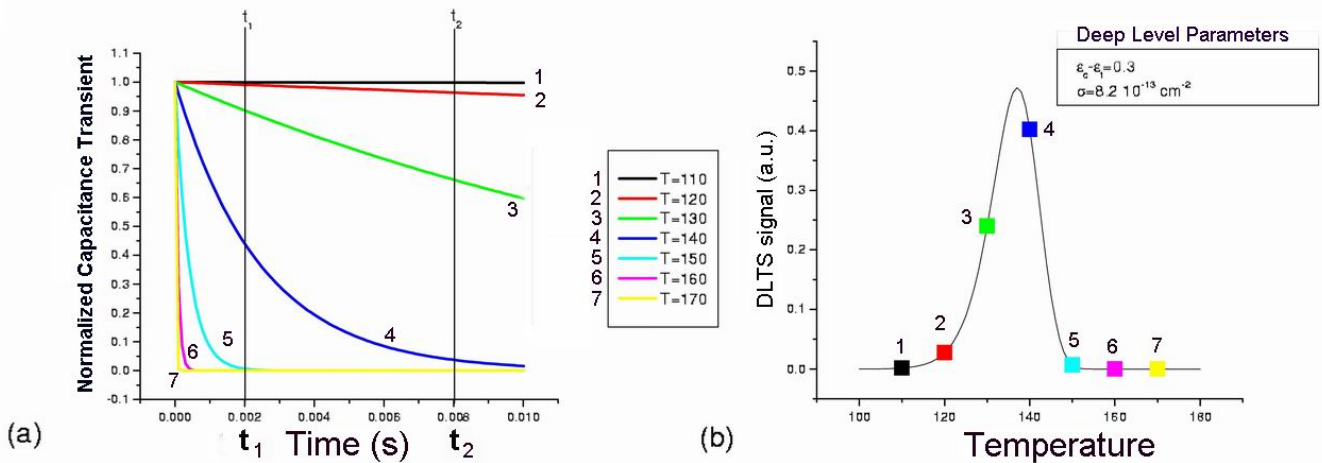 t₁
t₂
1.1
1.0
0.9
0.8
0.7
0.6
0.5
0.4
0.3
0.2
0.1
0.0
-0.1
Normalized Capacitance Transient
1
2
3
4
5
6
7
0.000
0.002
0.004
0.006
0.008
0.010
(a)
t₁
Time (s)
t₂
1 T=110
2 T=120
3 T=130
4 T=140
5 T=150
6 T=160
7 T=170
Deep Level Parameters
εc-εt=0.3
σ=8.2 10⁻¹³ cm⁻²
0.5
0.4
0.3
0.2
0.1
0.0
DLTS signal (a.u.)
1
2
3
4
5
6
7
100
120
140
160
180
200
(b)
Temperature